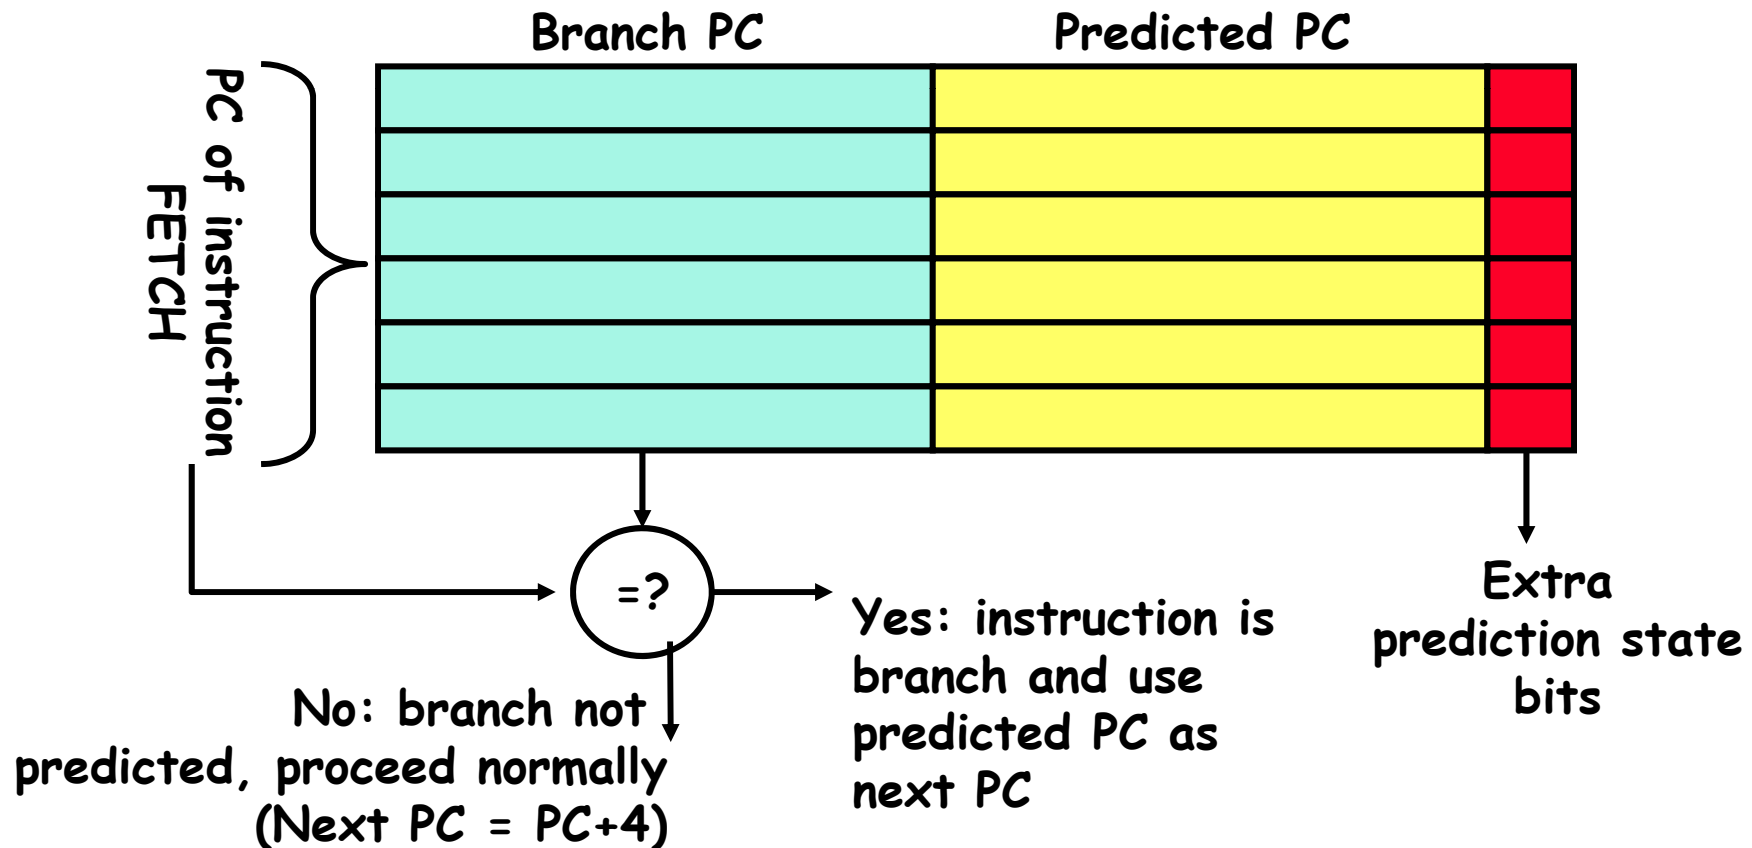 Branch PC
Predicted PC
PC of instruction
FETCH
=?
Yes: instruction is
branch and use
predicted PC as
next PC
Extra
prediction state
bits
No: branch not
predicted, proceed normally
(Next PC = PC+4)